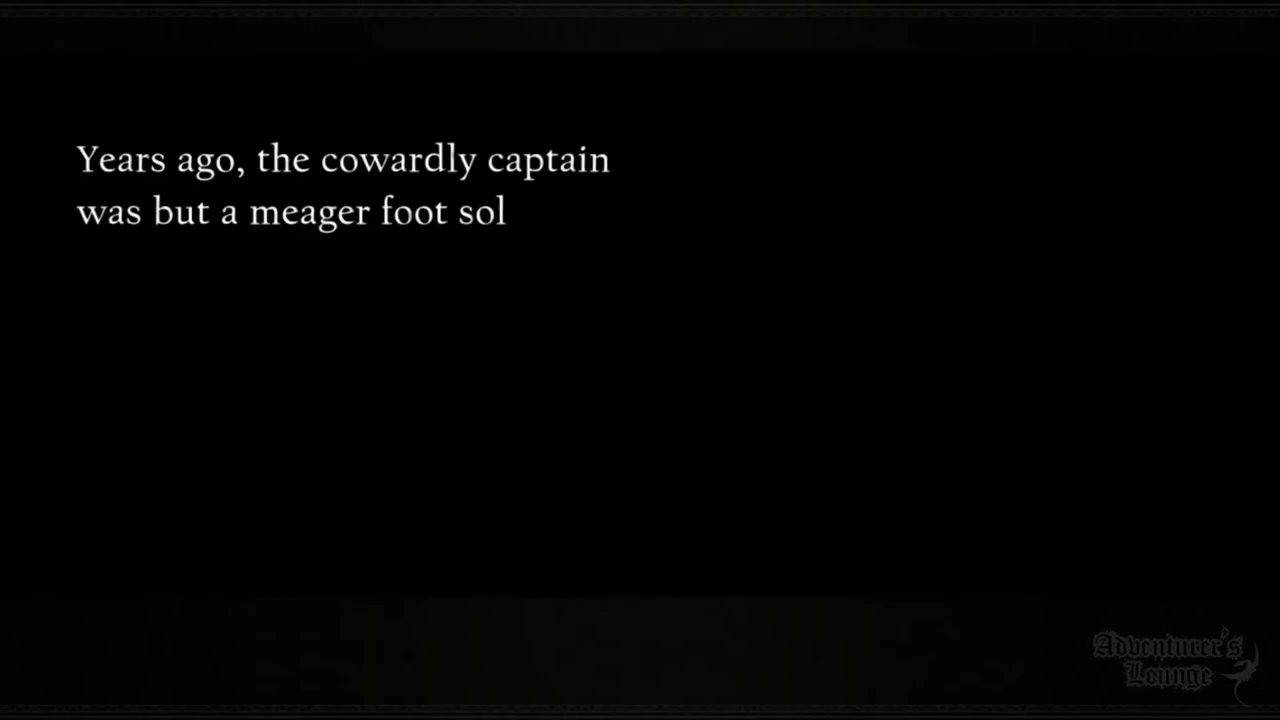 Years ago, the cowardly captain
was but a meager foot sol
Adventurer's
Lounge